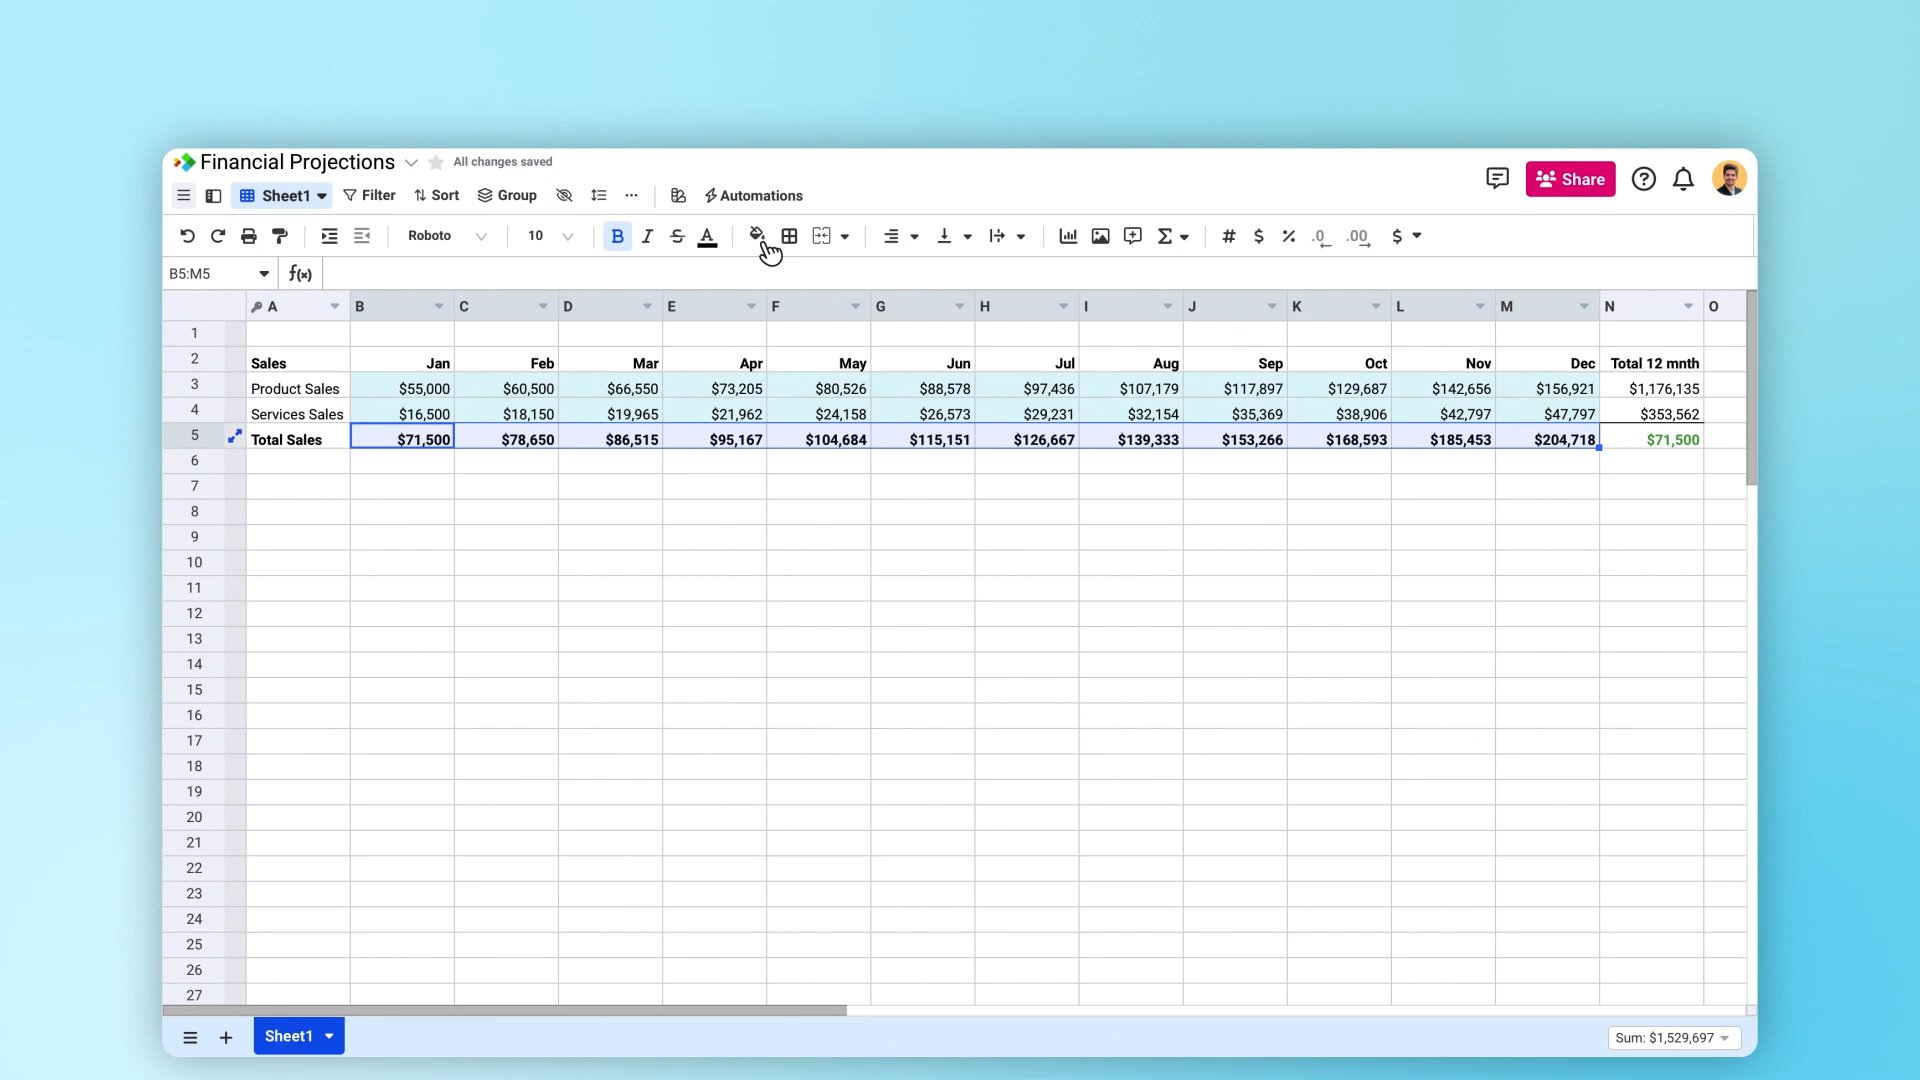 Financial Projections All changes saved
Sheet1 Filter Sort Group Automations
Share
Roboto 10 B I S A Σ # $ % .0 .00 $
B5:M5 f(x)
A B C D E F G H I J K L M N O
1
2 Sales Jan Feb Mar Apr May Jun Jul Aug Sep Oct Nov Dec Total 12 mnth
3 Product Sales $55,000 $60,500 $66,550 $73,205 $80,526 $88,578 $97,436 $107,179 $117,897 $129,687 $142,656 $156,921 $1,176,135
4 Services Sales $16,500 $18,150 $19,965 $21,962 $24,158 $26,573 $29,231 $32,154 $35,369 $38,906 $42,797 $47,797 $353,562
5 Total Sales $71,500 $78,650 $86,515 $95,167 $104,684 $115,151 $126,667 $139,333 $153,266 $168,593 $185,453 $204,718 $71,500
6
7
8
9
10
11
12
13
14
15
16
17
18
19
20
21
22
23
24
25
26
27
Sheet1 Sum: $1,529,697